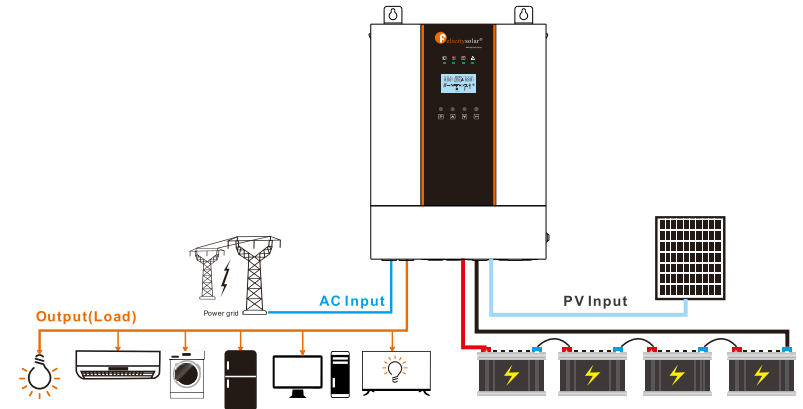 felicitysolar®
AC Input
PV Input
Power grid
Output(Load)